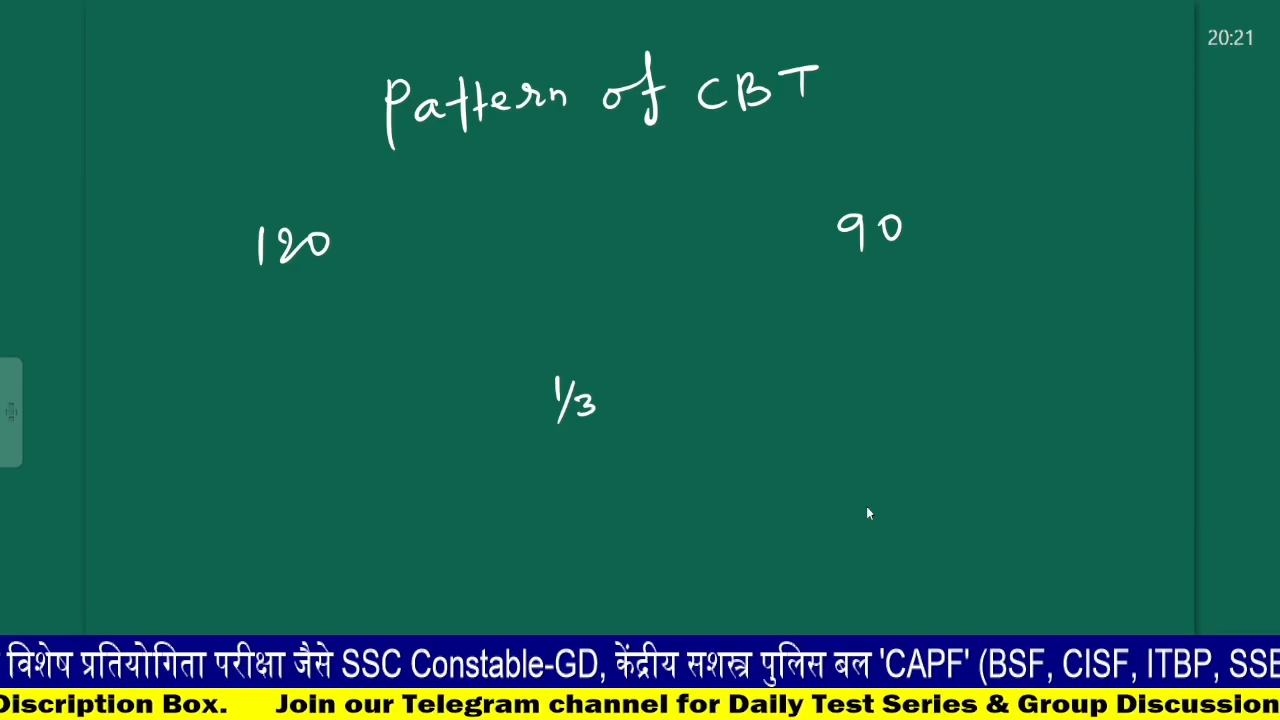 20:21
Pattern of CBT
120 90
1/3
विशेष प्रतियोगिता परीक्षा जैसे SSC Constable-GD, केंद्रीय सशस्त्र पुलिस बल 'CAPF' (BSF, CISF, ITBP, SSB
Discription Box. Join our Telegram channel for Daily Test Series & Group Discussion